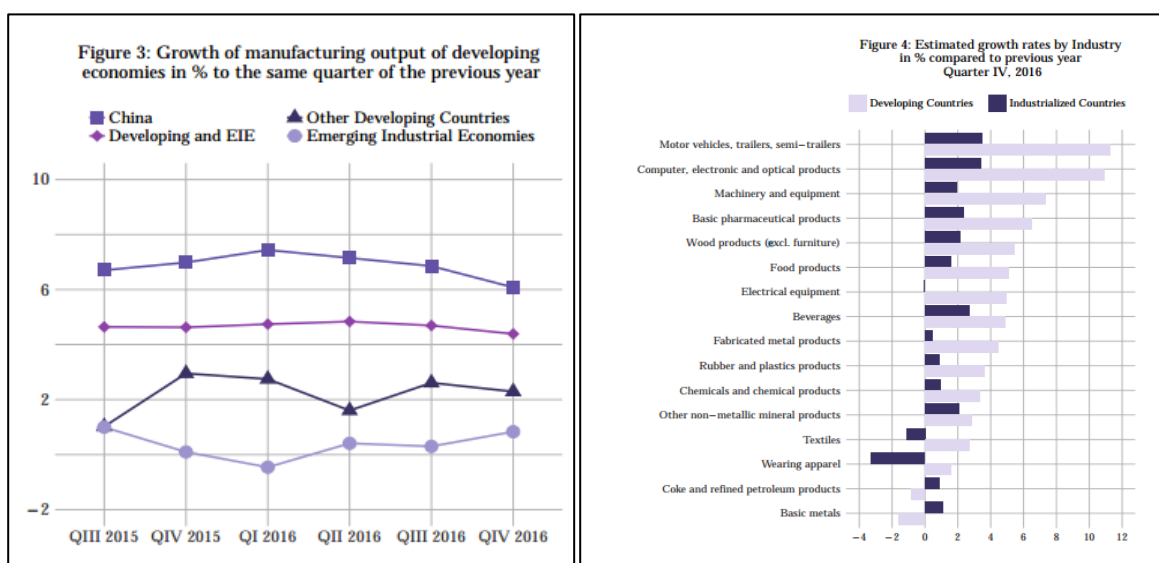 Figure 3: Growth of manufacturing output of developing
economies in % to the same quarter of the previous year
China
Other Developing Countries
Developing and EIE
Emerging Industrial Economies
10
6
2
−2
QIII 2015 QIV 2015 QI 2016 QII 2016 QIII 2016 QIV 2016
Figure 4: Estimated growth rates by Industry
in % compared to previous year
Quarter IV, 2016
Developing Countries Industrialized Countries
Motor vehicles, trailers, semi−trailers
Computer, electronic and optical products
Machinery and equipment
Basic pharmaceutical products
Wood products (excl. furniture)
Food products
Electrical equipment
Beverages
Fabricated metal products
Rubber and plastics products
Chemicals and chemical products
Other non−metallic mineral products
Textiles
Wearing apparel
Coke and refined petroleum products
Basic metals
−4 −2 0 2 4 6 8 10 12